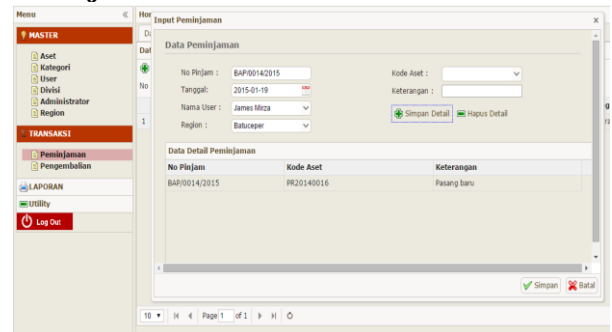 Menu
Hor
Input Peminjaman
MASTER
Aset
Kategori
User
Divisi
Administrator
Region
TRANSAKSI
Peminjaman
Pengembalian
LAPORAN
Utility
Log Out
Dat
No
1
Data Peminjaman
No Pinjam : BAP/0014/2015 Kode Aset :
Tanggal: 2015-01-19 Keterangan :
Nama User : James Mirza Simpan Detail Hapus Detail
Region : Batuceper
Data Detail Peminjaman
No Pinjam Kode Aset Keterangan
BAP/0014/2015 PR20140016 Pasang baru
Simpan Batal
10 Page 1 of 1